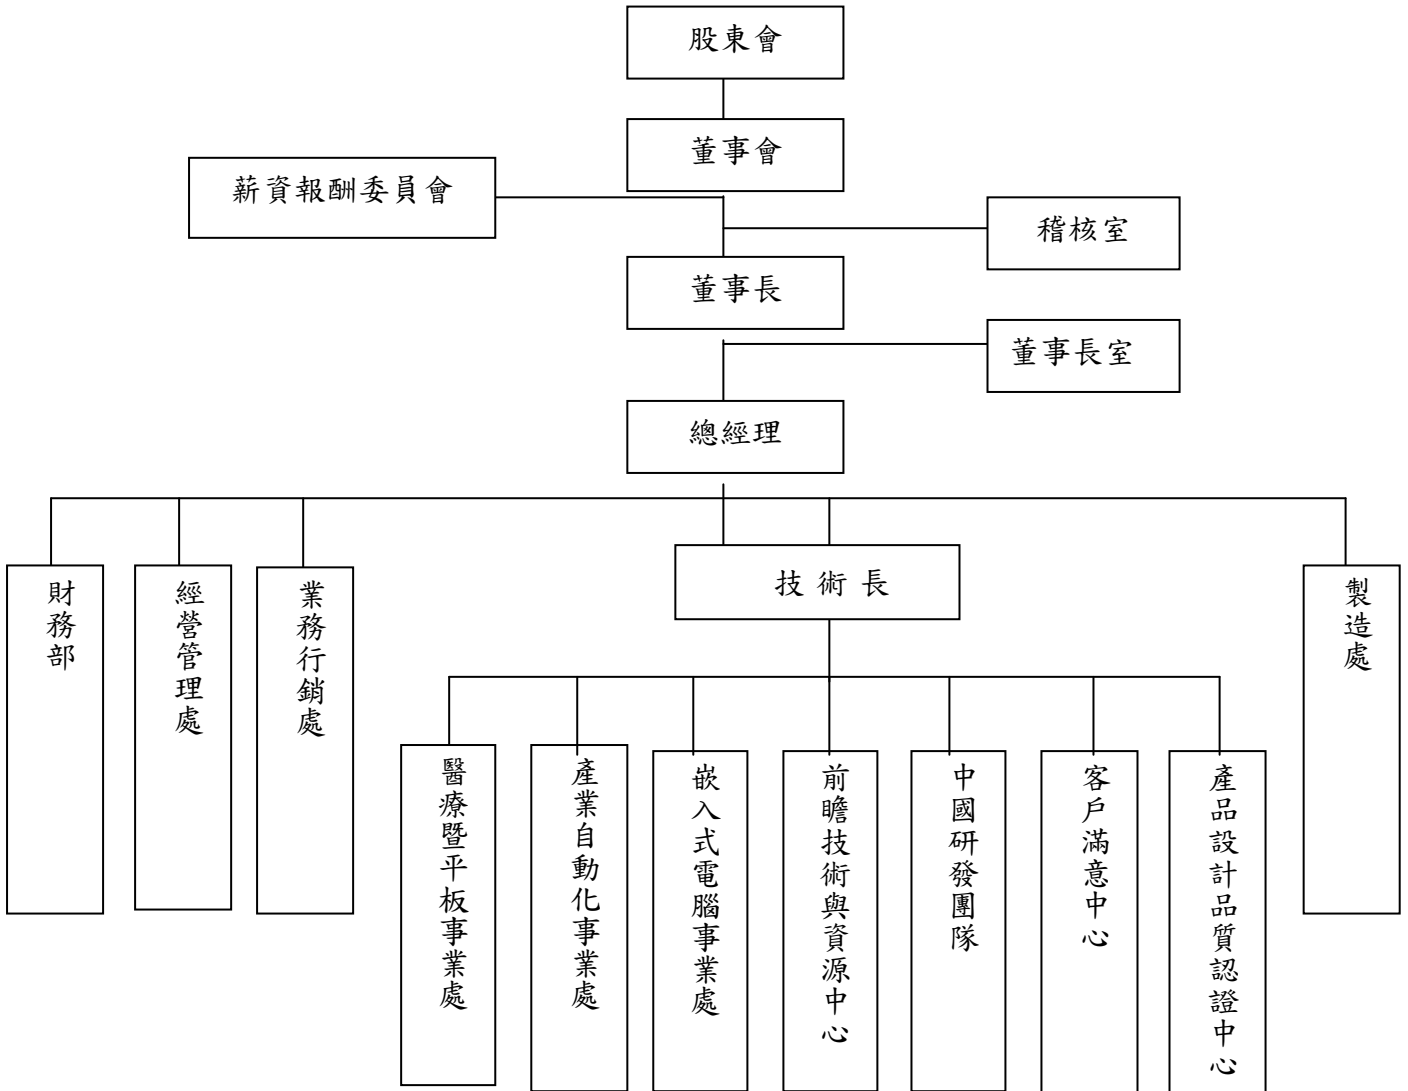 股東會
董事會
薪資報酬委員會
稽核室
董事長
董事長室
總經理
財務部
經營管理處
業務行銷處
技術長
製造處
醫療暨平板事業處
產業自動化事業處
嵌入式電腦事業處
前瞻技術與資源中心
中國研發團隊
客戶滿意中心
產品設計品質認證中心